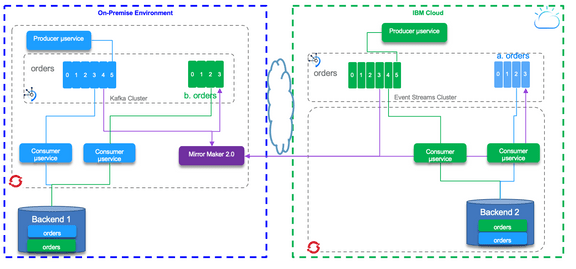 On-Premise Environment
IBM Cloud
Producer μservice
Producer μservice
orders
0 1 2 3 4 5
0 1 2 3
b. orders
Kafka Cluster
orders
0 1 2 3 4 5
a. orders
0 1 2 3
Event Streams Cluster
Consumer
μservice
Consumer
μservice
Mirror Maker 2.0
Consumer
μservice
Consumer
μservice
Backend 1
orders
orders
Backend 2
orders
orders